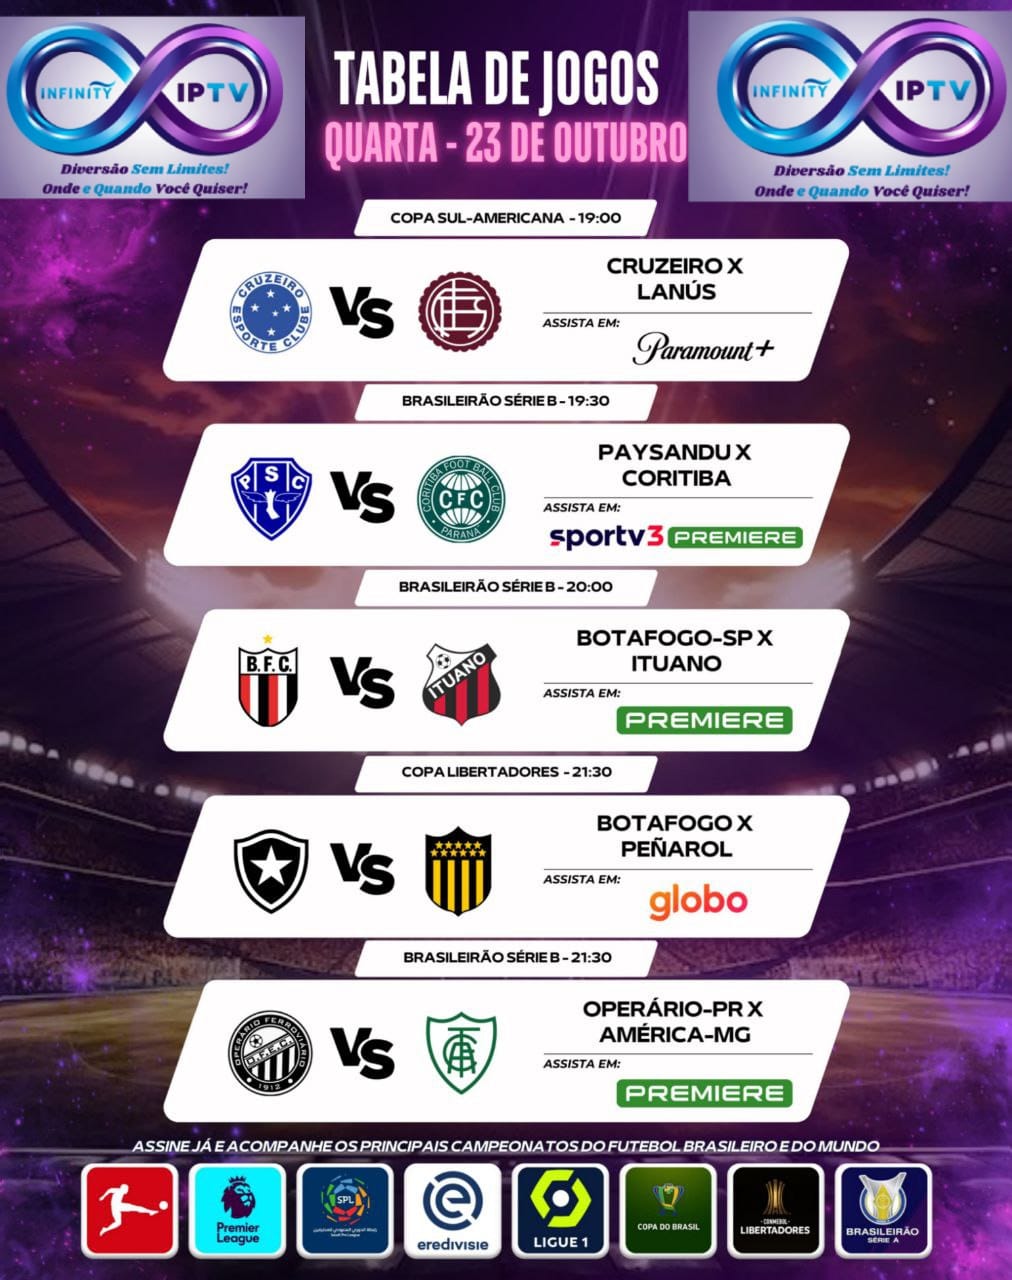 INFINITY IPTV
Diversão Sem Limites!
Onde e Quando Você Quiser!
TABELA DE JOGOS
QUARTA - 23 DE OUTUBRO
INFINITY IPTV
Diversão Sem Limites!
Onde e Quando Você Quiser!
COPA SUL-AMERICANA - 19:00
CRUZEIRO
ESPORTE CLUBE
VS
CRUZEIRO X
LANÚS
ASSISTA EM:
Paramount+
BRASILEIRÃO SÉRIE B - 19:30
PSC
VS
CORITIBA FOOT BALL CLUB
CFC
PARANÁ
PAYSANDU X
CORITIBA
ASSISTA EM:
sportv3 PREMIERE
BRASILEIRÃO SÉRIE B - 20:00
B.F.C.
VS
ITUANO
BOTAFOGO-SP X
ITUANO
ASSISTA EM:
PREMIERE
COPA LIBERTADORES - 21:30
VS
BOTAFOGO X
PEÑAROL
ASSISTA EM:
globo
BRASILEIRÃO SÉRIE B - 21:30
OPERÁRIO FERROVIÁRIO
O.F.E.C.
1912
VS
OPERÁRIO-PR X
AMÉRICA-MG
ASSISTA EM:
PREMIERE
ASSINE JÁ E ACOMPANHE OS PRINCIPAIS CAMPEONATOS DO FUTEBOL BRASILEIRO E DO MUNDO
Premier
League
SPL
eredivisie
LIGUE 1
COPA DO BRASIL
CONMEBOL
LIBERTADORES
BRASILEIRÃO
SÉRIE A